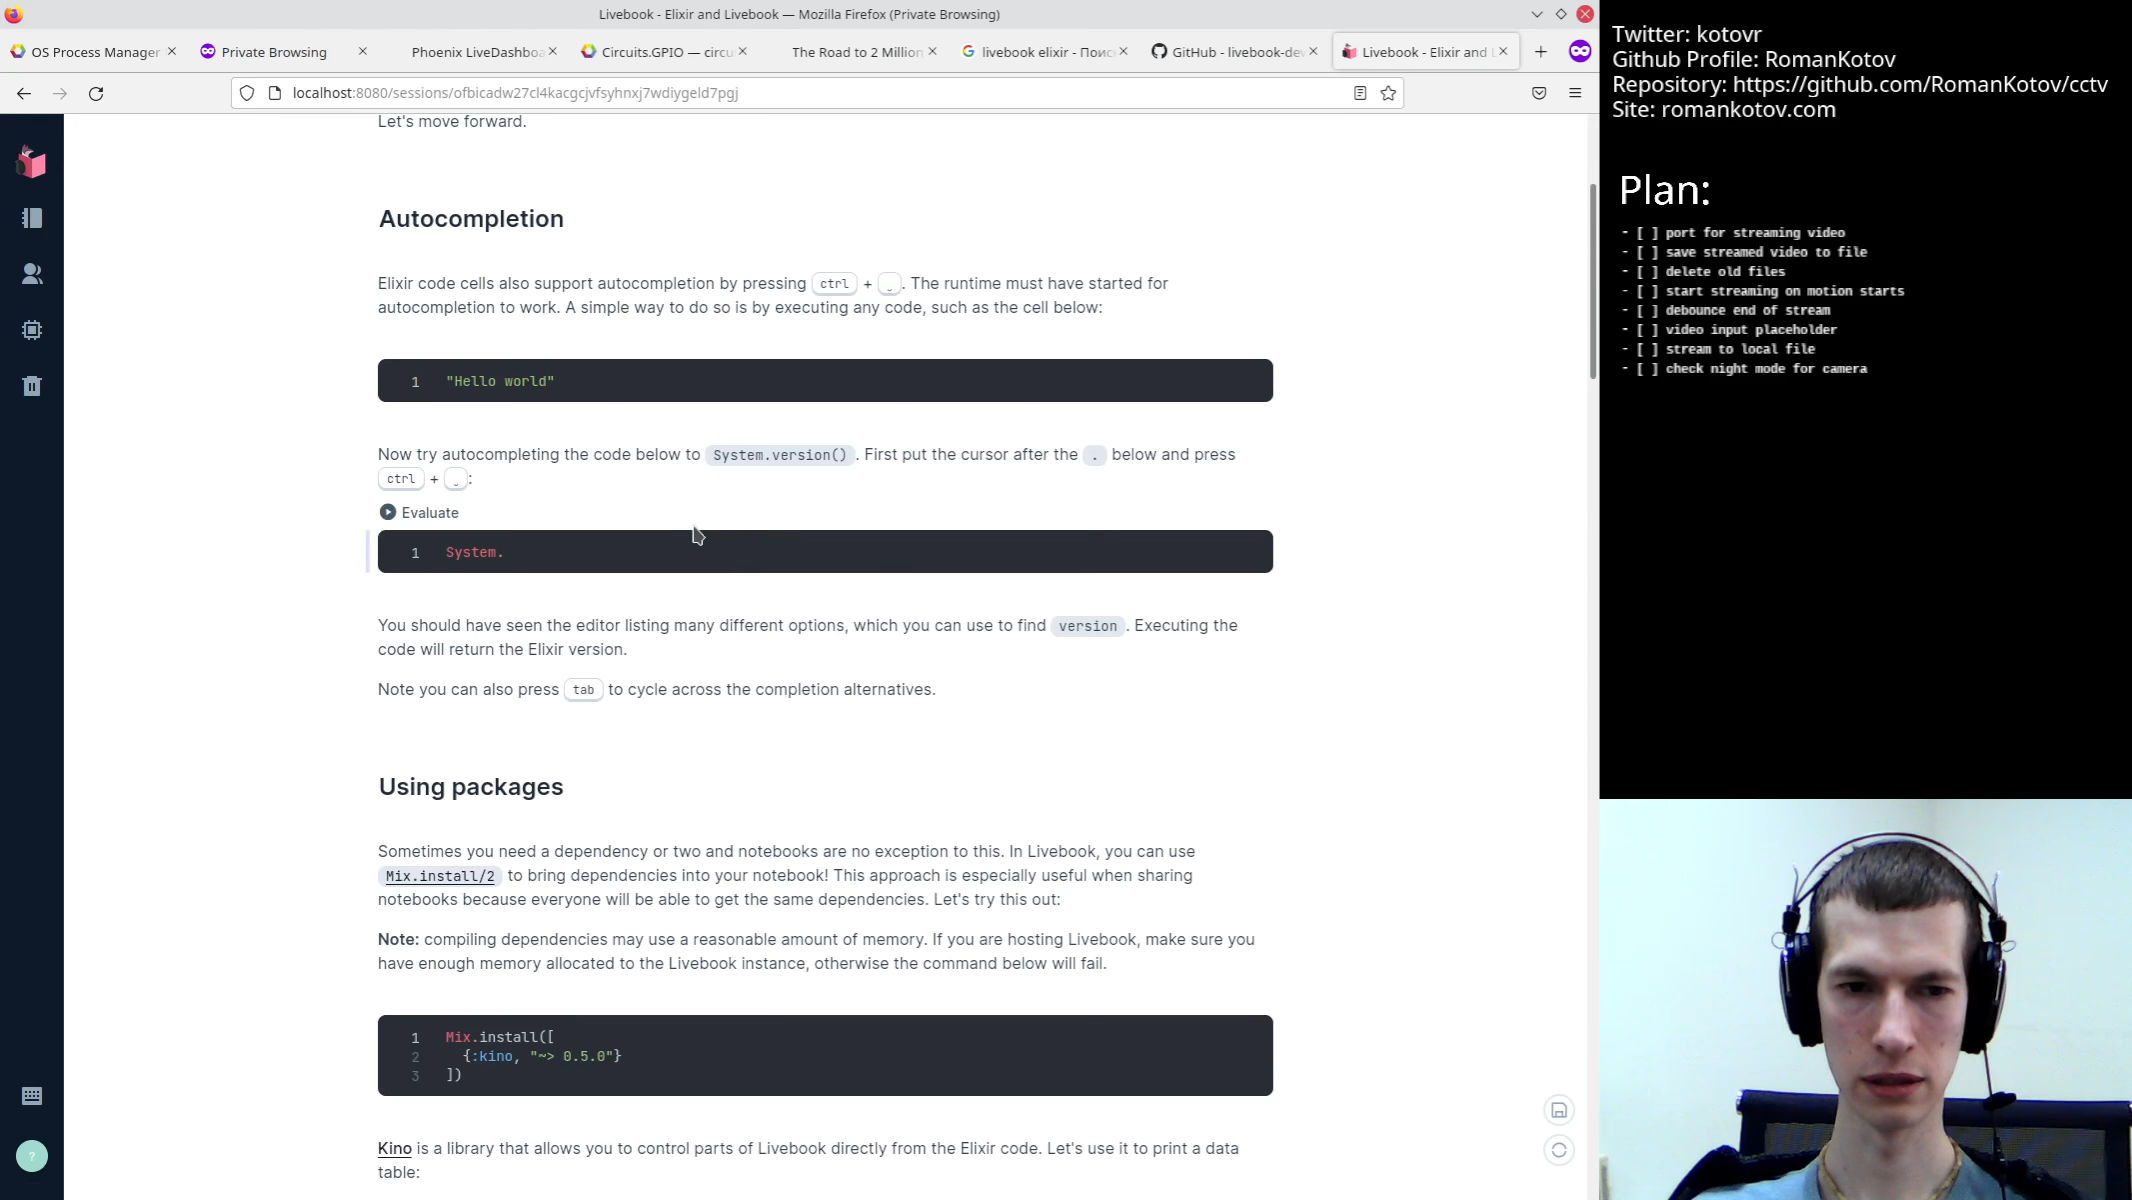 Livebook - Elixir and Livebook — Mozilla Firefox (Private Browsing)
OS Process Manager
Private Browsing
Phoenix LiveDashboa
Circuits.GPIO — circu
The Road to 2 Million
livebook elixir - Поис
GitHub - livebook-dev
Livebook - Elixir and L
localhost:8080/sessions/ofbicadw27cl4kacgcjvfsyhnxj7wdiygeld7pgj
Let's move forward.
Autocompletion
Elixir code cells also support autocompletion by pressing ctrl + ␣. The runtime must have started for
autocompletion to work. A simple way to do so is by executing any code, such as the cell below:
1 "Hello world"
Now try autocompleting the code below to System.version(). First put the cursor after the . below and press
ctrl + ␣:
Evaluate
1 System.
You should have seen the editor listing many different options, which you can use to find version. Executing the
code will return the Elixir version.
Note you can also press tab to cycle across the completion alternatives.
Using packages
Sometimes you need a dependency or two and notebooks are no exception to this. In Livebook, you can use
Mix.install/2 to bring dependencies into your notebook! This approach is especially useful when sharing
notebooks because everyone will be able to get the same dependencies. Let's try this out:
Note: compiling dependencies may use a reasonable amount of memory. If you are hosting Livebook, make sure you
have enough memory allocated to the Livebook instance, otherwise the command below will fail.
1 Mix.install([
2 {:kino, "~> 0.5.0"}
3 ])
Kino is a library that allows you to control parts of Livebook directly from the Elixir code. Let's use it to print a data
table:
?
Twitter: kotovr
Github Profile: RomanKotov
Repository: https://github.com/RomanKotov/cctv
Site: romankotov.com
Plan:
- [ ] port for streaming video
- [ ] save streamed video to file
- [ ] delete old files
- [ ] start streaming on motion starts
- [ ] debounce end of stream
- [ ] video input placeholder
- [ ] stream to local file
- [ ] check night mode for camera